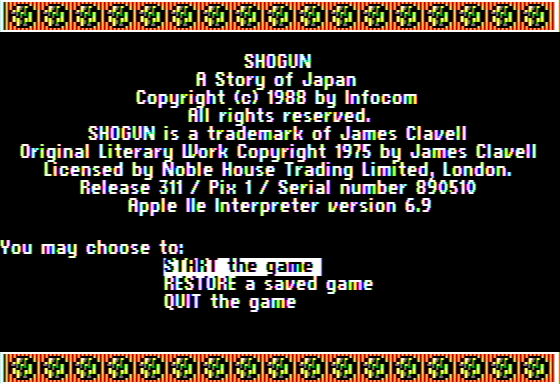 SHOGUN
A Story of Japan
Copyright (c) 1988 by Infocom
All rights reserved.
SHOGUN is a trademark of James Clavell
Original Literary Work Copyright 1975 by James Clavell
Licensed by Noble House Trading Limited, London.
Release 311 / Pix 1 / Serial number 890510
Apple IIe Interpreter version 6.9
You may choose to:
START the game
RESTORE a saved game
QUIT the game